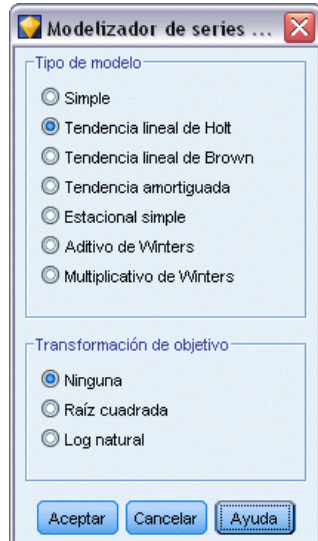 Modelizador de series ...
Tipo de modelo
Simple
Tendencia lineal de Holt
Tendencia lineal de Brown
Tendencia amortiguada
Estacional simple
Aditivo de Winters
Multiplicativo de Winters
Transformación de objetivo
Ninguna
Raíz cuadrada
Log natural
Aceptar Cancelar Ayuda